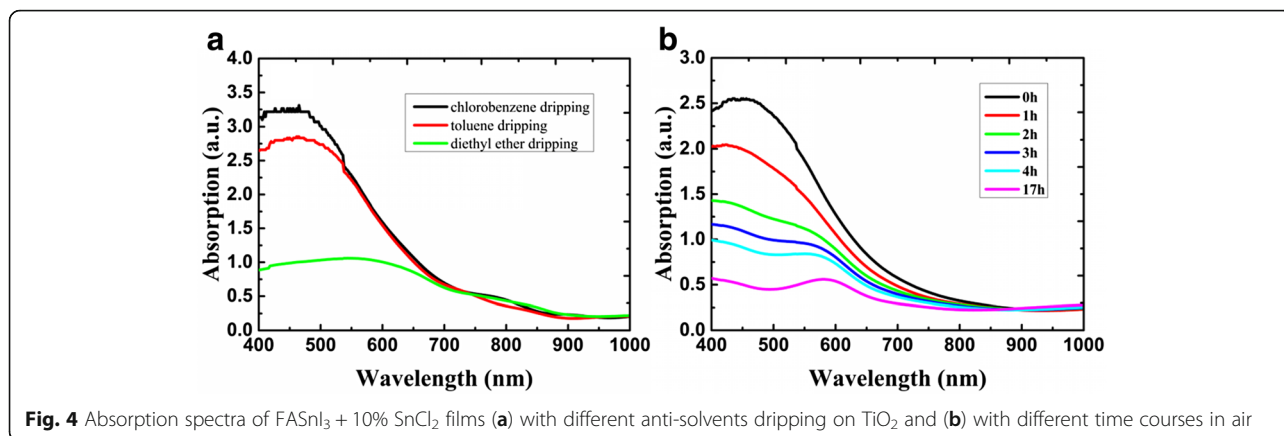 a
b
4.0
3.5
3.0
2.5
2.0
1.5
1.0
0.5
0.0
Absorption (a.u.)
chlorobenzene dripping
toluene dripping
diethyl ether dripping
400 500 600 700 800 900 1000
Wavelength (nm)
3.0
2.5
2.0
1.5
1.0
0.5
0.0
Absorption (a.u.)
0h
1h
2h
3h
4h
17h
400 500 600 700 800 900 1000
Wavelength (nm)
Fig. 4 Absorption spectra of FASnI₃ + 10% SnCl₂ films (a) with different anti-solvents dripping on TiO₂ and (b) with different time courses in air